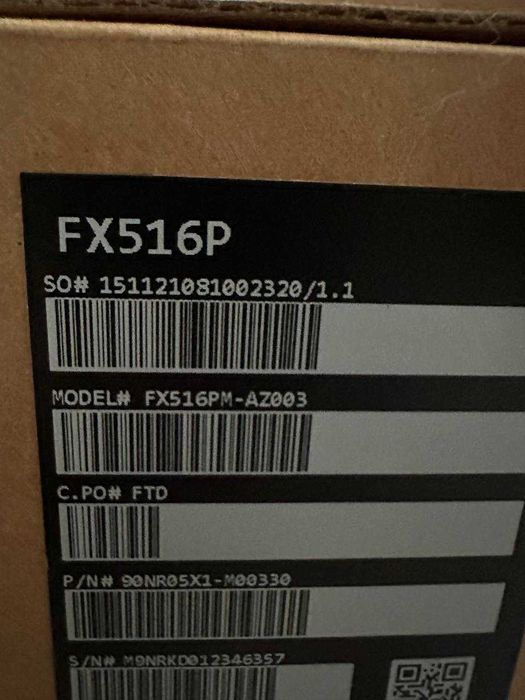 FX516P
SO# 151121081002320/1.1
MODEL# FX516PM-AZ003
C.PO# FTD
P/N# 90NR05X1-M00330
S/N# M9NRKD012346357